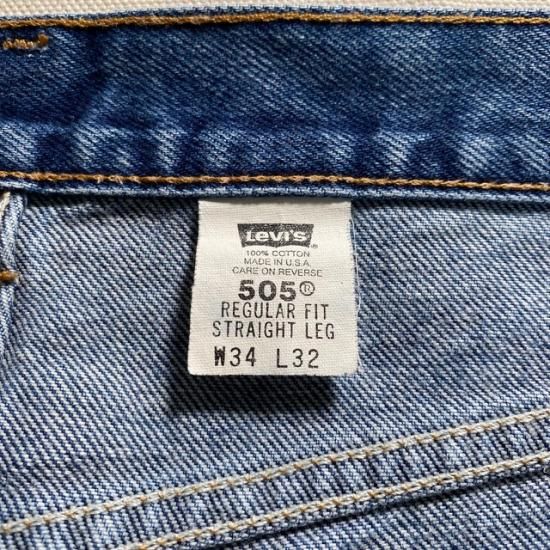 Levi's®
100% COTTON
MADE IN U.S.A.
CARE ON REVERSE
505®
REGULAR FIT
STRAIGHT LEG
W34 L32